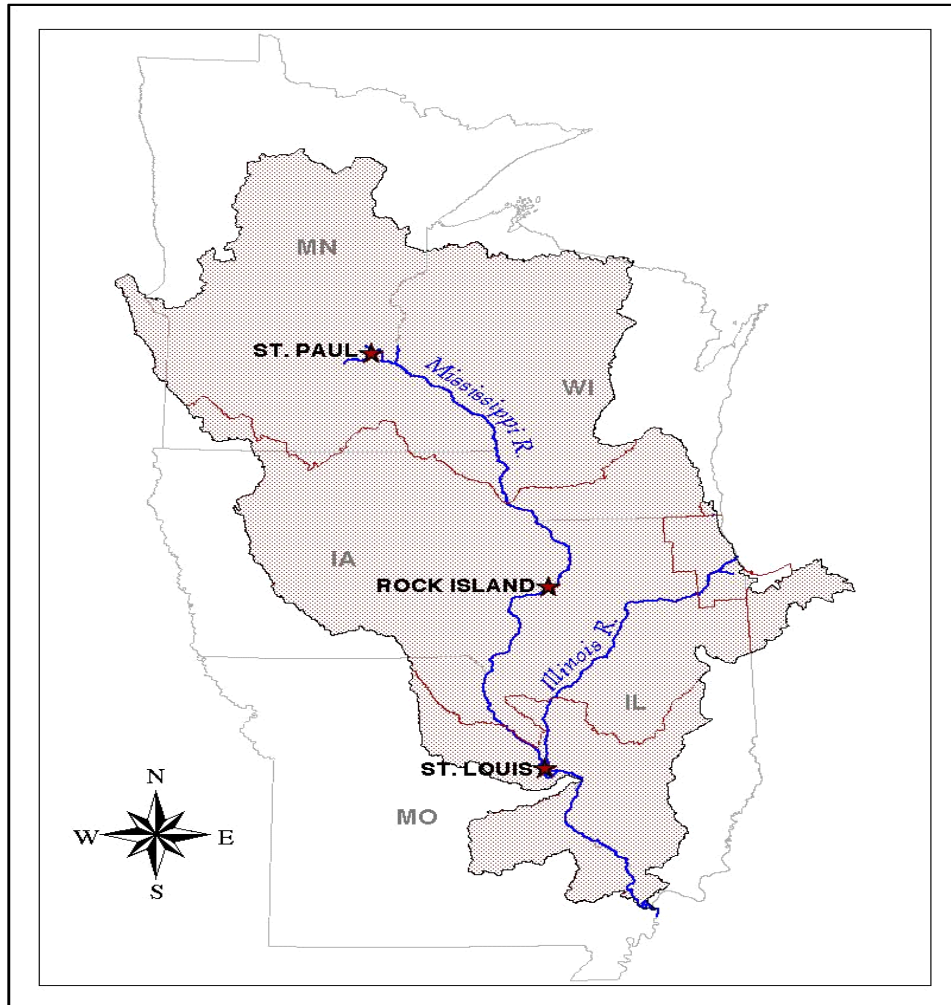 MN
ST. PAUL
Mississippi R.
WI
IA
ROCK ISLAND
Illinois R.
IL
ST. LOUIS
MO
N
W
E
S